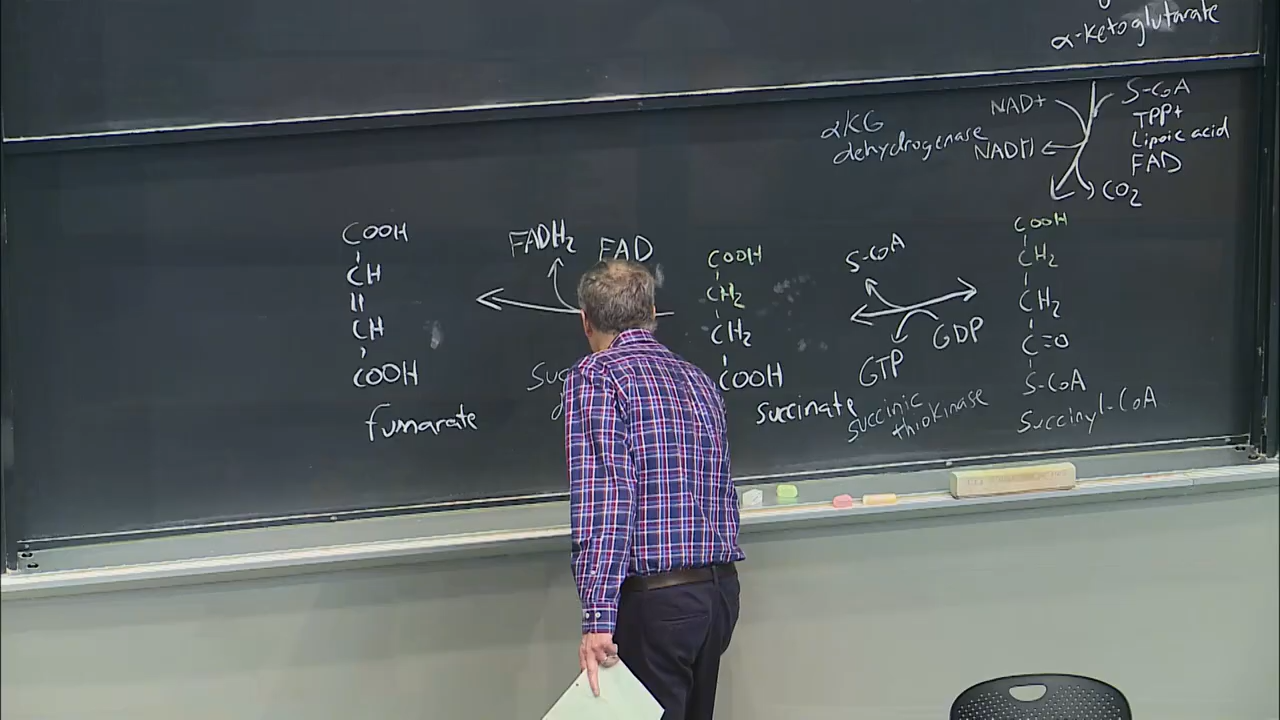 α-ketoglutarate
NAD+
S-CoA
TPP+
Lipoic acid
FAD
αKG
dehydrogenase
NADH
CO2
COOH
CH2
CH2
C=O
S-CoA
Succinyl-CoA
S-CoA
GDP
GTP
succinic
thiokinase
COOH
CH2
CH2
COOH
succinate
FADH2
FAD
COOH
CH
CH
COOH
fumarate